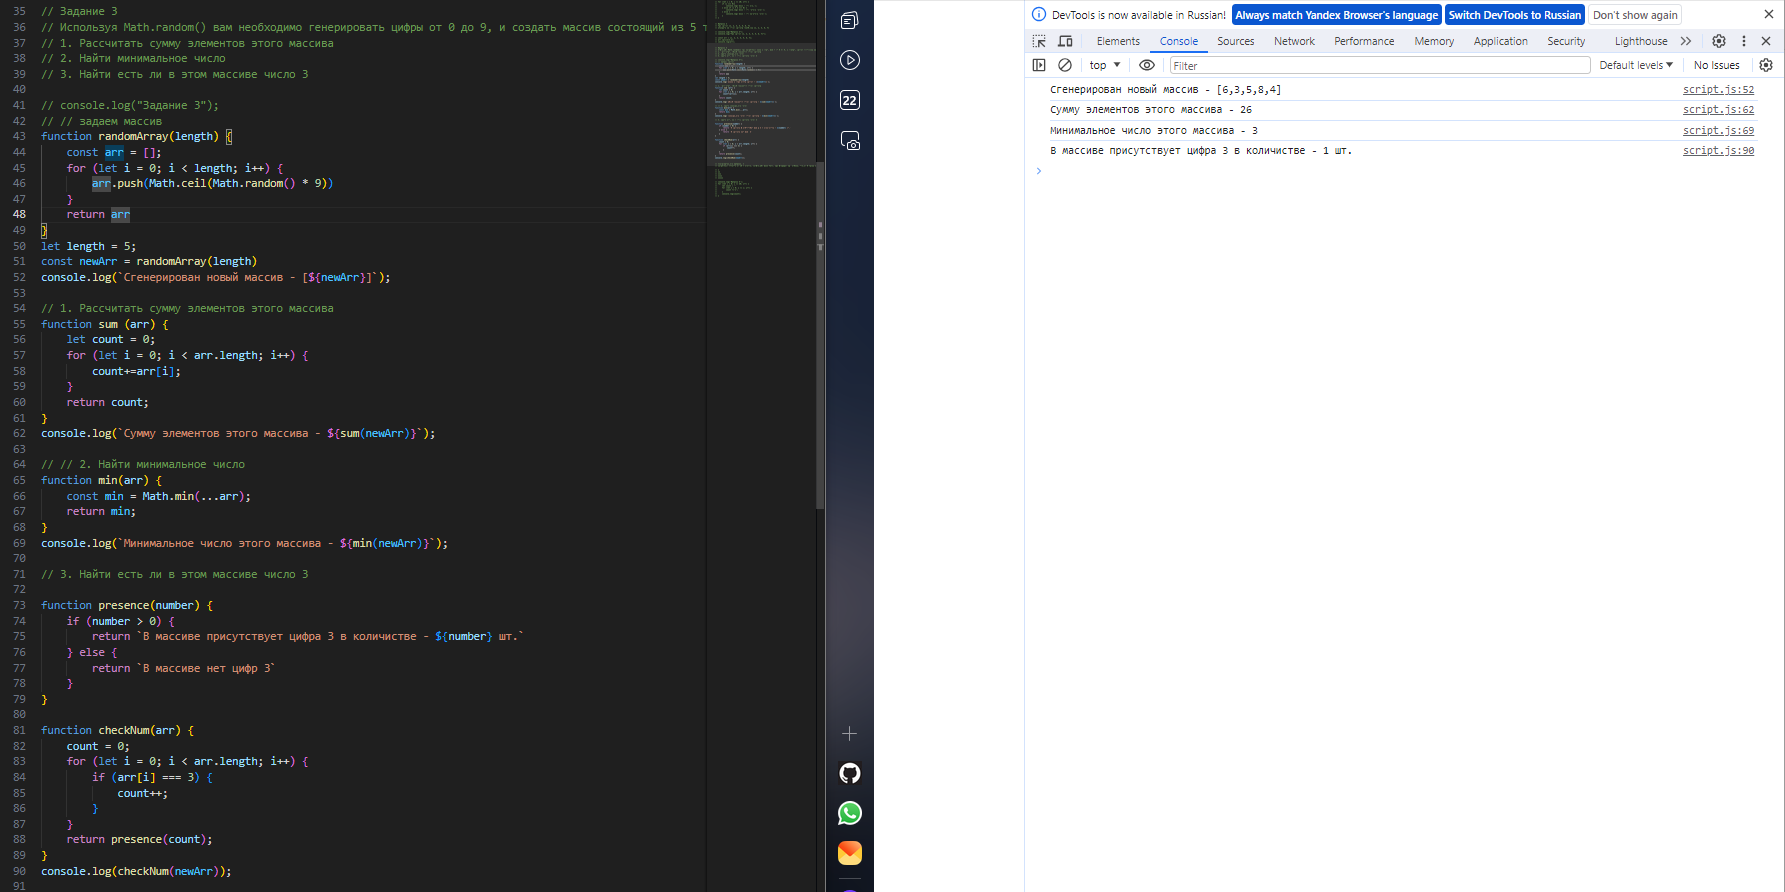 35 // Задание 3
36 // Используя Math.random() вам необходимо генерировать цифры от 0 до 9, и создать массив состоящий из 5 т
37 // 1. Рассчитать сумму элементов этого массива
38 // 2. Найти минимальное число
39 // 3. Найти есть ли в этом массиве число 3
40
41 // console.log("Задание 3");
42 // // задаем массив
43 function randomArray(length) {
44 const arr = [];
45 for (let i = 0; i < length; i++) {
46 arr.push(Math.ceil(Math.random() * 9))
47 }
48 return arr
49 }
50 let length = 5;
51 const newArr = randomArray(length)
52 console.log(`Сгенерирован новый массив - [${newArr}]`);
53
54 // 1. Рассчитать сумму элементов этого массива
55 function sum (arr) {
56 let count = 0;
57 for (let i = 0; i < arr.length; i++) {
58 count+=arr[i];
59 }
60 return count;
61 }
62 console.log(`Сумму элементов этого массива - ${sum(newArr)}`);
63
64 // // 2. Найти минимальное число
65 function min(arr) {
66 const min = Math.min(...arr);
67 return min;
68 }
69 console.log(`Минимальное число этого массива - ${min(newArr)}`);
70
71 // 3. Найти есть ли в этом массиве число 3
72
73 function presence(number) {
74 if (number > 0) {
75 return `В массиве присутствует цифра 3 в количистве - ${number} шт.`
76 } else {
77 return `В массиве нет цифр 3`
78 }
79 }
80
81 function checkNum(arr) {
82 count = 0;
83 for (let i = 0; i < arr.length; i++) {
84 if (arr[i] === 3) {
85 count++;
86 }
87 }
88 return presence(count);
89 }
90 console.log(checkNum(newArr));
91
22
DevTools is now available in Russian! Always match Yandex Browser's language Switch DevTools to Russian Don't show again
Elements Console Sources Network Performance Memory Application Security Lighthouse
top Filter Default levels No Issues
Сгенерирован новый массив - [6,3,5,8,4] script.js:52
Сумму элементов этого массива - 26 script.js:62
Минимальное число этого массива - 3 script.js:69
В массиве присутствует цифра 3 в количистве - 1 шт. script.js:90